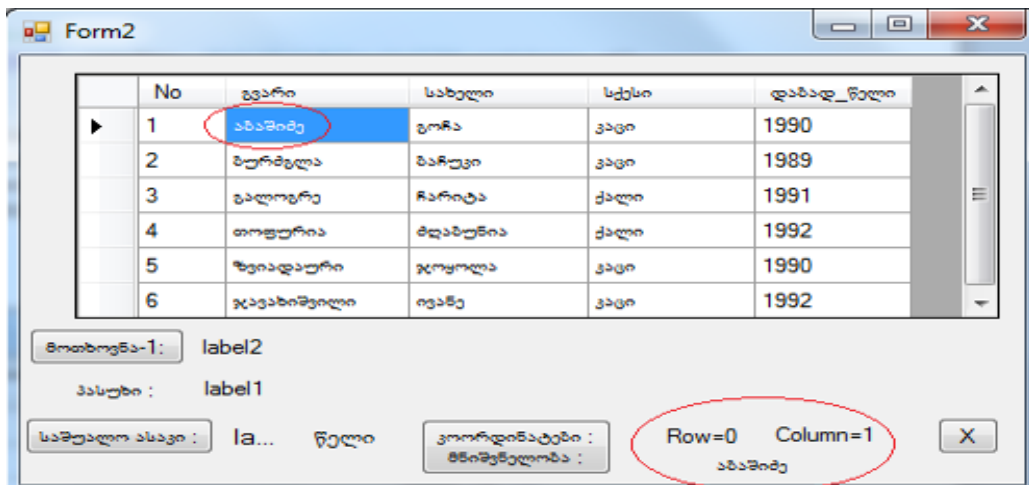 Form2
No გვარი სახელი სქესი დაბად_წელი
1 აბაშიძე გოჩა კაცი 1990
2 ბურძგლა ბაჩუკი კაცი 1989
3 გალოგრე ჩარიტა ქალი 1991
4 თოფურია ძღაბუნია ქალი 1992
5 ზვიადაური ჯოყოლა კაცი 1990
6 ჯავახიშვილი ივანე კაცი 1992
მოთხოვნა-1: label2
პასუხი : label1
საშუალო ასაკი : la... წელი კოორდინატები : Row=0 Column=1 X
მნიშვნელობა : აბაშიძე